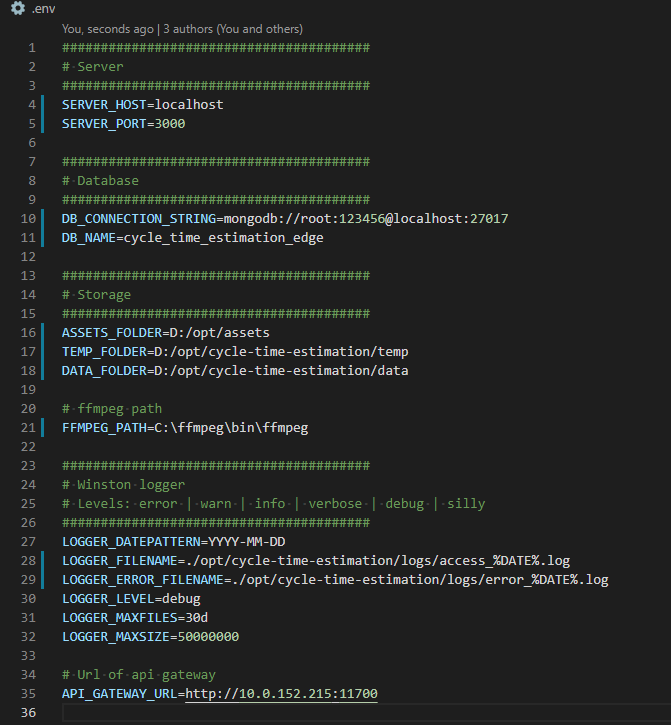 .env
You, seconds ago | 3 authors (You and others)
1 ########################################
2 # Server
3 ########################################
4 SERVER_HOST=localhost
5 SERVER_PORT=3000
6
7 ########################################
8 # Database
9 ########################################
10 DB_CONNECTION_STRING=mongodb://root:123456@localhost:27017
11 DB_NAME=cycle_time_estimation_edge
12
13 ########################################
14 # Storage
15 ########################################
16 ASSETS_FOLDER=D:/opt/assets
17 TEMP_FOLDER=D:/opt/cycle-time-estimation/temp
18 DATA_FOLDER=D:/opt/cycle-time-estimation/data
19
20 # ffmpeg path
21 FFMPEG_PATH=C:\ffmpeg\bin\ffmpeg
22
23 ########################################
24 # Winston logger
25 # Levels: error | warn | info | verbose | debug | silly
26 ########################################
27 LOGGER_DATEPATTERN=YYYY-MM-DD
28 LOGGER_FILENAME=./opt/cycle-time-estimation/logs/access_%DATE%.log
29 LOGGER_ERROR_FILENAME=./opt/cycle-time-estimation/logs/error_%DATE%.log
30 LOGGER_LEVEL=debug
31 LOGGER_MAXFILES=30d
32 LOGGER_MAXSIZE=50000000
33
34 # Url of api gateway
35 API_GATEWAY_URL=http://10.0.152.215:11700
36